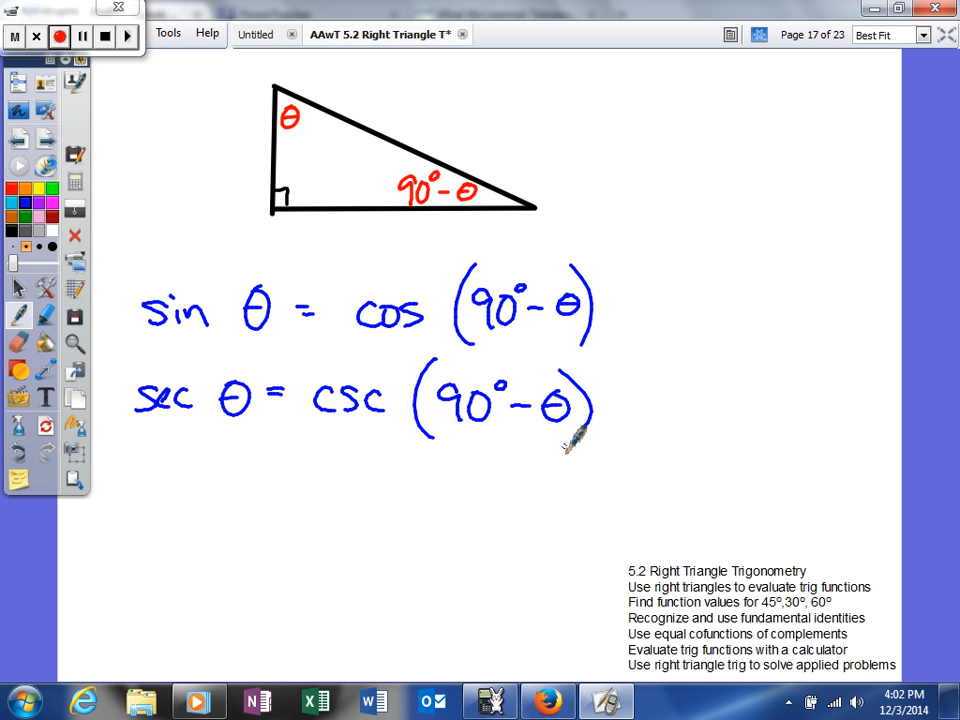 M
Tools Help Untitled AAwT 5.2 Right Triangle T* Page 17 of 23 Best Fit
θ
90° - θ
sin θ = cos (90° - θ)
sec θ = csc (90° - θ)
5.2 Right Triangle Trigonometry
Use right triangles to evaluate trig functions
Find function values for 45°,30°, 60°
Recognize and use fundamental identities
Use equal cofunctions of complements
Evaluate trig functions with a calculator
Use right triangle trig to solve applied problems
4:02 PM
12/3/2014